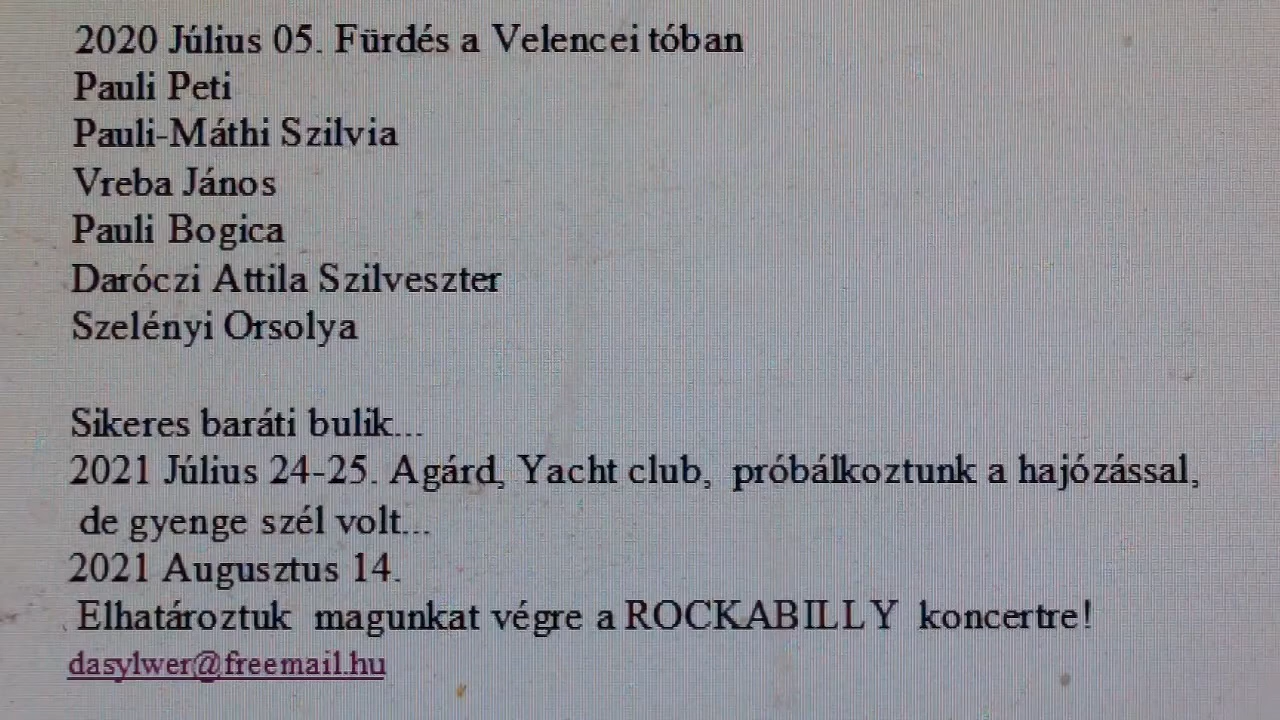 2020 Július 05. Fürdés a Velencei tóban
Pauli Peti
Pauli-Máthi Szilvia
Vreba János
Pauli Bogica
Daróczi Attila Szilveszter
Szelényi Orsolya
Sikeres baráti bulik...
2021 Július 24-25. Agárd, Yacht club, próbálkoztunk a hajózással,
de gyenge szél volt...
2021 Augusztus 14.
Elhatároztuk magunkat végre a ROCKABILLY koncertre!
dasylwer@freemail.hu